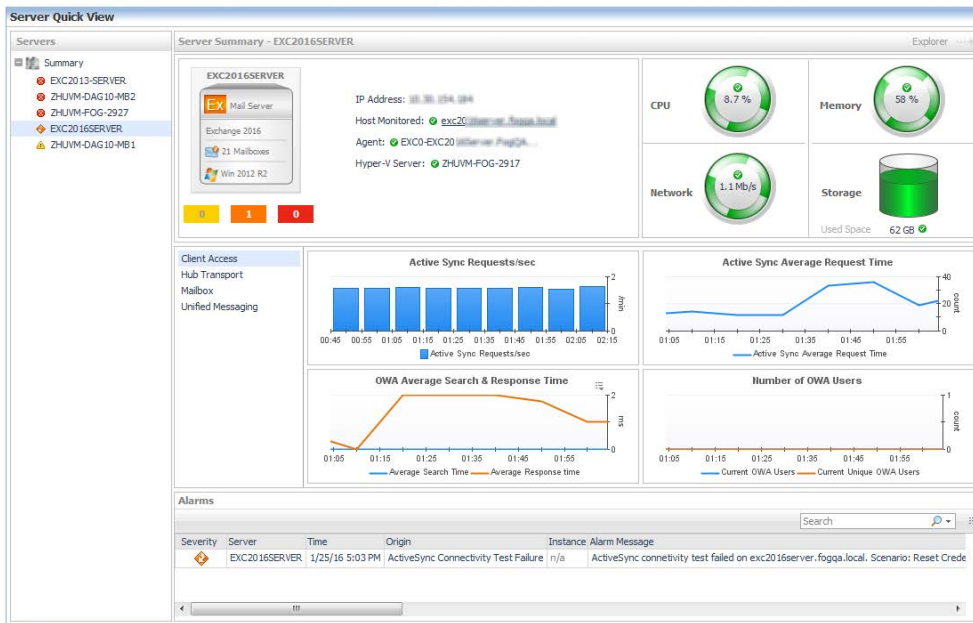 Server Quick View
Servers
Summary
EXC2013-SERVER
ZHUVM-DAG10-MB2
ZHUVM-FOG-2927
EXC2016SERVER
ZHUVM-DAG10-MB1
Server Summary - EXC2016SERVER
Explorer
EXC2016SERVER
Ex Mail Server
Exchange 2016
21 Mailboxes
Win 2012 R2
0 1 0
IP Address:
Host Monitored:
Agent:
Hyper-V Server: ZHUVM-FOG-2917
CPU 8.7 %
Memory 58 %
Network 1.1 Mb/s
Storage
Used Space 62 GB
Client Access
Hub Transport
Mailbox
Unified Messaging
Active Sync Requests/sec
2
/min
0
00:45 00:55 01:05 01:15 01:25 01:35 01:45 01:55 02:05 02:15
Active Sync Requests/sec
Active Sync Average Request Time
40
20
count
0
01:05 01:15 01:25 01:35 01:45 01:55
Active Sync Average Request Time
OWA Average Search & Response Time
2
ms
0
01:05 01:15 01:25 01:35 01:45 01:55
Average Search Time Average Response time
Number of OWA Users
1
count
0
01:05 01:15 01:25 01:35 01:45 01:55
Current OWA Users Current Unique OWA Users
Alarms
Search
Severity Server Time Origin Instance Alarm Message
EXC2016SERVER 1/25/16 5:03 PM ActiveSync Connectivity Test Failure n/a ActiveSync connetivity test failed on exc2016server.fogqa.local. Scenario: Reset Crede